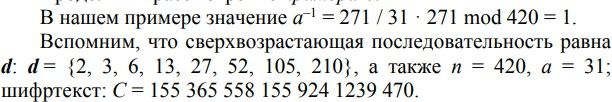 В нашем примере значение a⁻¹ = 271 / 31 · 271 mod 420 = 1.
Вспомним, что сверхвозрастающая последовательность равна
d: d = {2, 3, 6, 13, 27, 52, 105, 210}, а также n = 420, a = 31;
шифртекст: C = 155 365 558 155 924 1239 470.